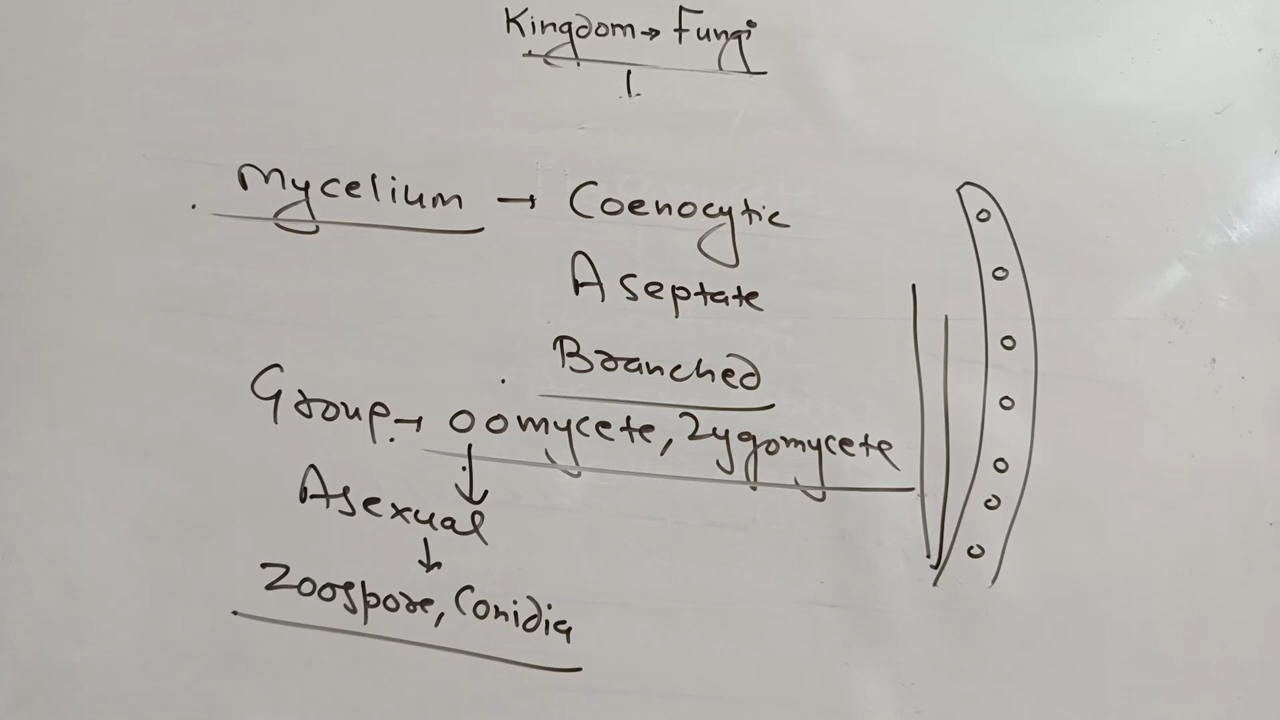 Kingdom → Fungi
Mycelium → Coenocytic
Aseptate
Branched
Group → Oomycete, Zygomycete
Asexual
Zoospore, Conidia